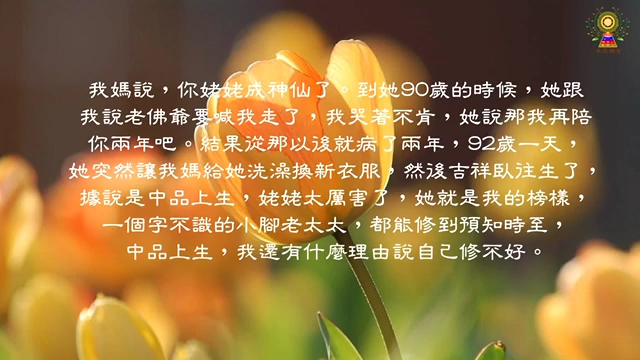 我媽說，你姥姥成神仙了。到她90歲的時候，她跟
我說老佛爺要喊我走了，我哭著不肯，她說那我再陪
你兩年吧。結果從那以後就病了兩年，92歲一天，
她突然讓我媽給她洗澡換新衣服，然後吉祥臥往生了，
據說是中品上生，姥姥太厲害了，她就是我的榜樣，
一個字不識的小腳老太太，都能修到預知時至，
中品上生，我還有什麼理由說自己修不好。